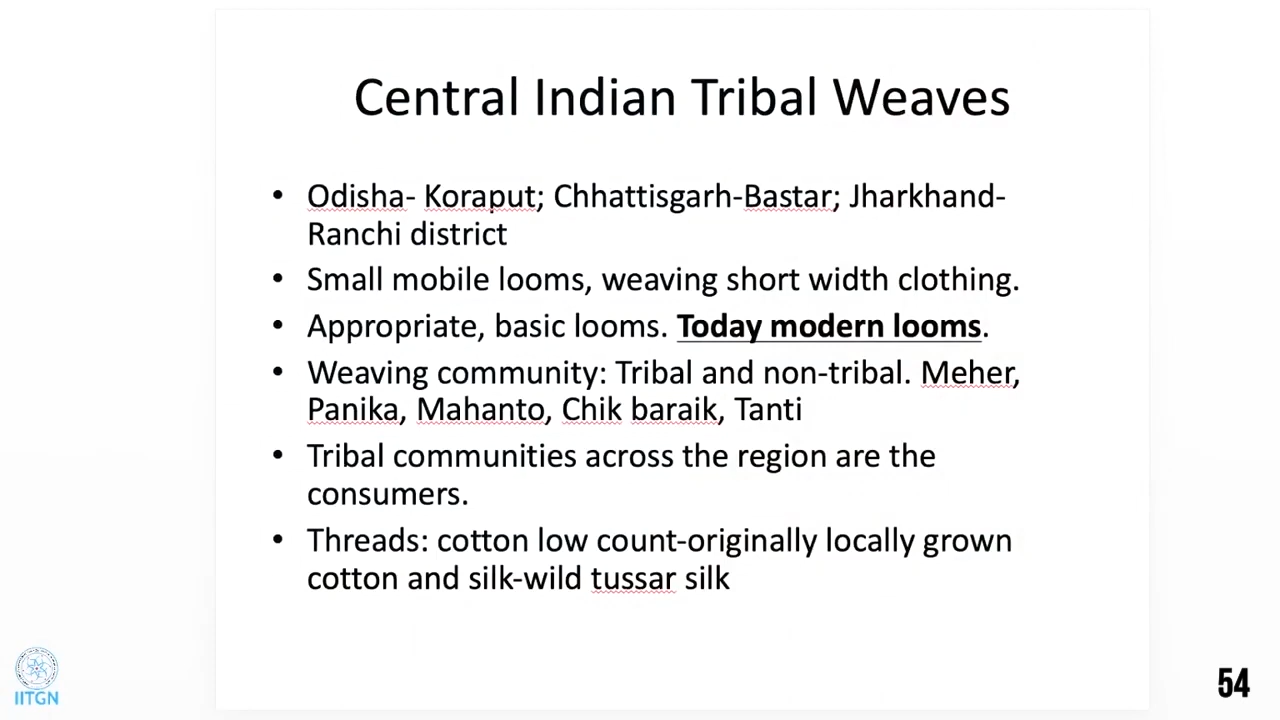 Central Indian Tribal Weaves
• Odisha- Koraput; Chhattisgarh-Bastar; Jharkhand-
Ranchi district
• Small mobile looms, weaving short width clothing.
• Appropriate, basic looms. Today modern looms.
• Weaving community: Tribal and non-tribal. Meher,
Panika, Mahanto, Chik baraik, Tanti
• Tribal communities across the region are the
consumers.
• Threads: cotton low count-originally locally grown
cotton and silk-wild tussar silk
IITGN
54